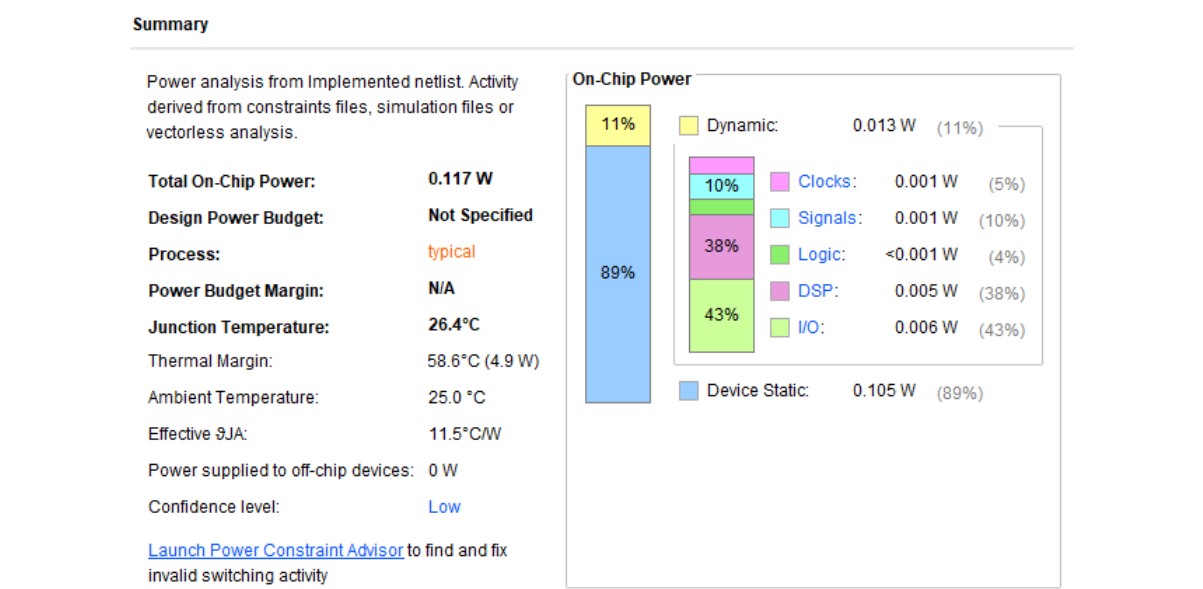 Summary
Power analysis from Implemented netlist. Activity
derived from constraints files, simulation files or
vectorless analysis.
Total On-Chip Power: 0.117 W
Design Power Budget: Not Specified
Process: typical
Power Budget Margin: N/A
Junction Temperature: 26.4°C
Thermal Margin: 58.6°C (4.9 W)
Ambient Temperature: 25.0 °C
Effective ϑJA: 11.5°C/W
Power supplied to off-chip devices: 0 W
Confidence level: Low
Launch Power Constraint Advisor to find and fix
invalid switching activity
On-Chip Power
11%
89%
Dynamic: 0.013 W (11%)
10%
38%
43%
Clocks: 0.001 W (5%)
Signals: 0.001 W (10%)
Logic: <0.001 W (4%)
DSP: 0.005 W (38%)
I/O: 0.006 W (43%)
Device Static: 0.105 W (89%)